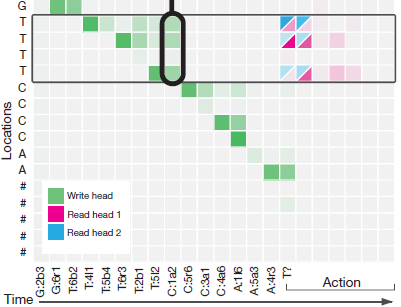 G
T
T
T
T
C
C
C
C
A
A
#
#
#
#
#
Locations
Write head
Read head 1
Read head 2
G:2b3
G:6r1
T:6b2
T:4l1
T:5b4
T:6r3
T:2b1
T:5l2
C:1a2
C:5r6
C:3a1
C:4a6
A:1l6
A:5a3
A:4r3
T?
Action
Time